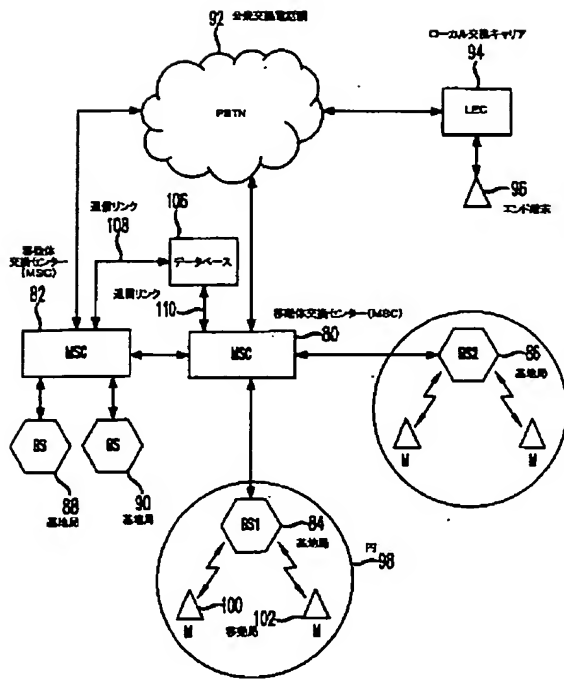 92 公衆交換電話網
ローカル交換キャリア
94
PSTN
LEC
96
エンド端末
通信リンク
108
106
データベース
移動体
交換センター
(MSC)
82
通信リンク
110
移動体交換センター(MSC)
80
MSC
MSC
BS2
86
基地局
M
M
BS
BS
88
基地局
90
基地局
BS1
84
基地局
円
98
100
102
移動局
M
M